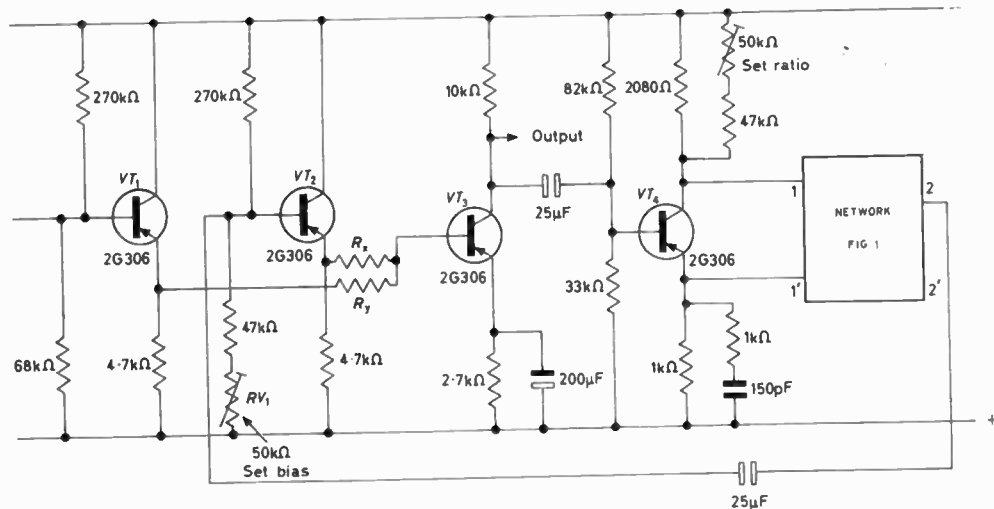 50kΩ
Set ratio
270kΩ
270kΩ
10kΩ
82kΩ
2080Ω
47kΩ
Output
VT1
VT2
VT3
VT4
25μF
1
2
NETWORK
FIG 1
2G306
2G306
2G306
2G306
Rx
Ry
1'
2'
33kΩ
68kΩ
4·7kΩ
47kΩ
4·7kΩ
2·7kΩ
200μF
1kΩ
1kΩ
150pF
RV1
50kΩ
Set bias
+
25μF